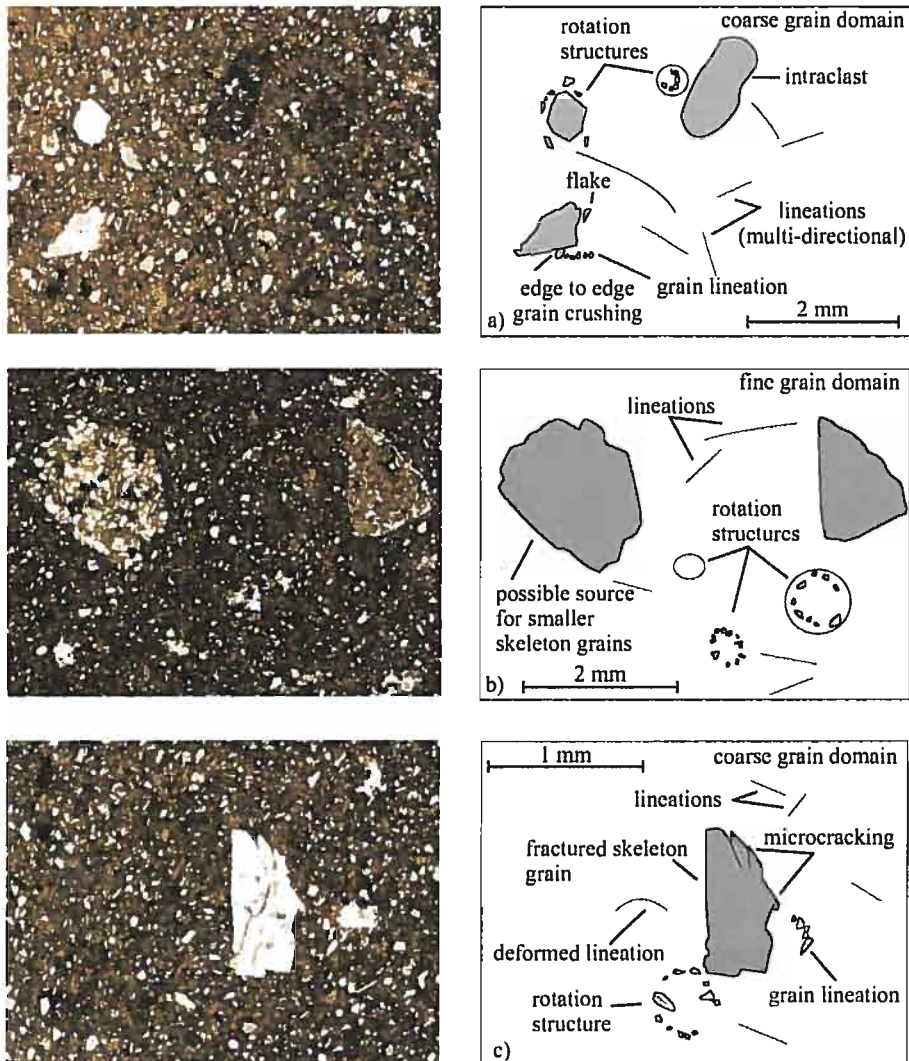 coarse grain domain
rotation
structures
intraclast
flake
lineations
(multi-directional)
edge to edge
grain crushing
grain lineation
a)
2 mm
fine grain domain
lineations
rotation
structures
possible source
for smaller
skeleton grains
2 mm
b)
1 mm
coarse grain domain
lineations
microcracking
fractured skeleton
grain
deformed lineation
rotation
structure
grain lineation
c)